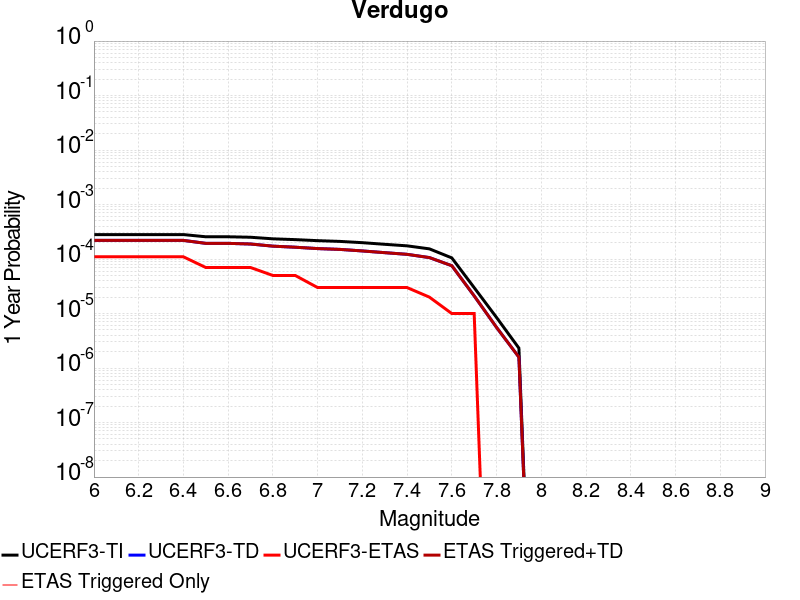 Verdugo
1 Year Probability
10^0
10^-1
10^-2
10^-3
10^-4
10^-5
10^-6
10^-7
10^-8
6 6.2 6.4 6.6 6.8 7 7.2 7.4 7.6 7.8 8 8.2 8.4 8.6 8.8 9
Magnitude
UCERF3-TI UCERF3-TD UCERF3-ETAS ETAS Triggered+TD
ETAS Triggered Only